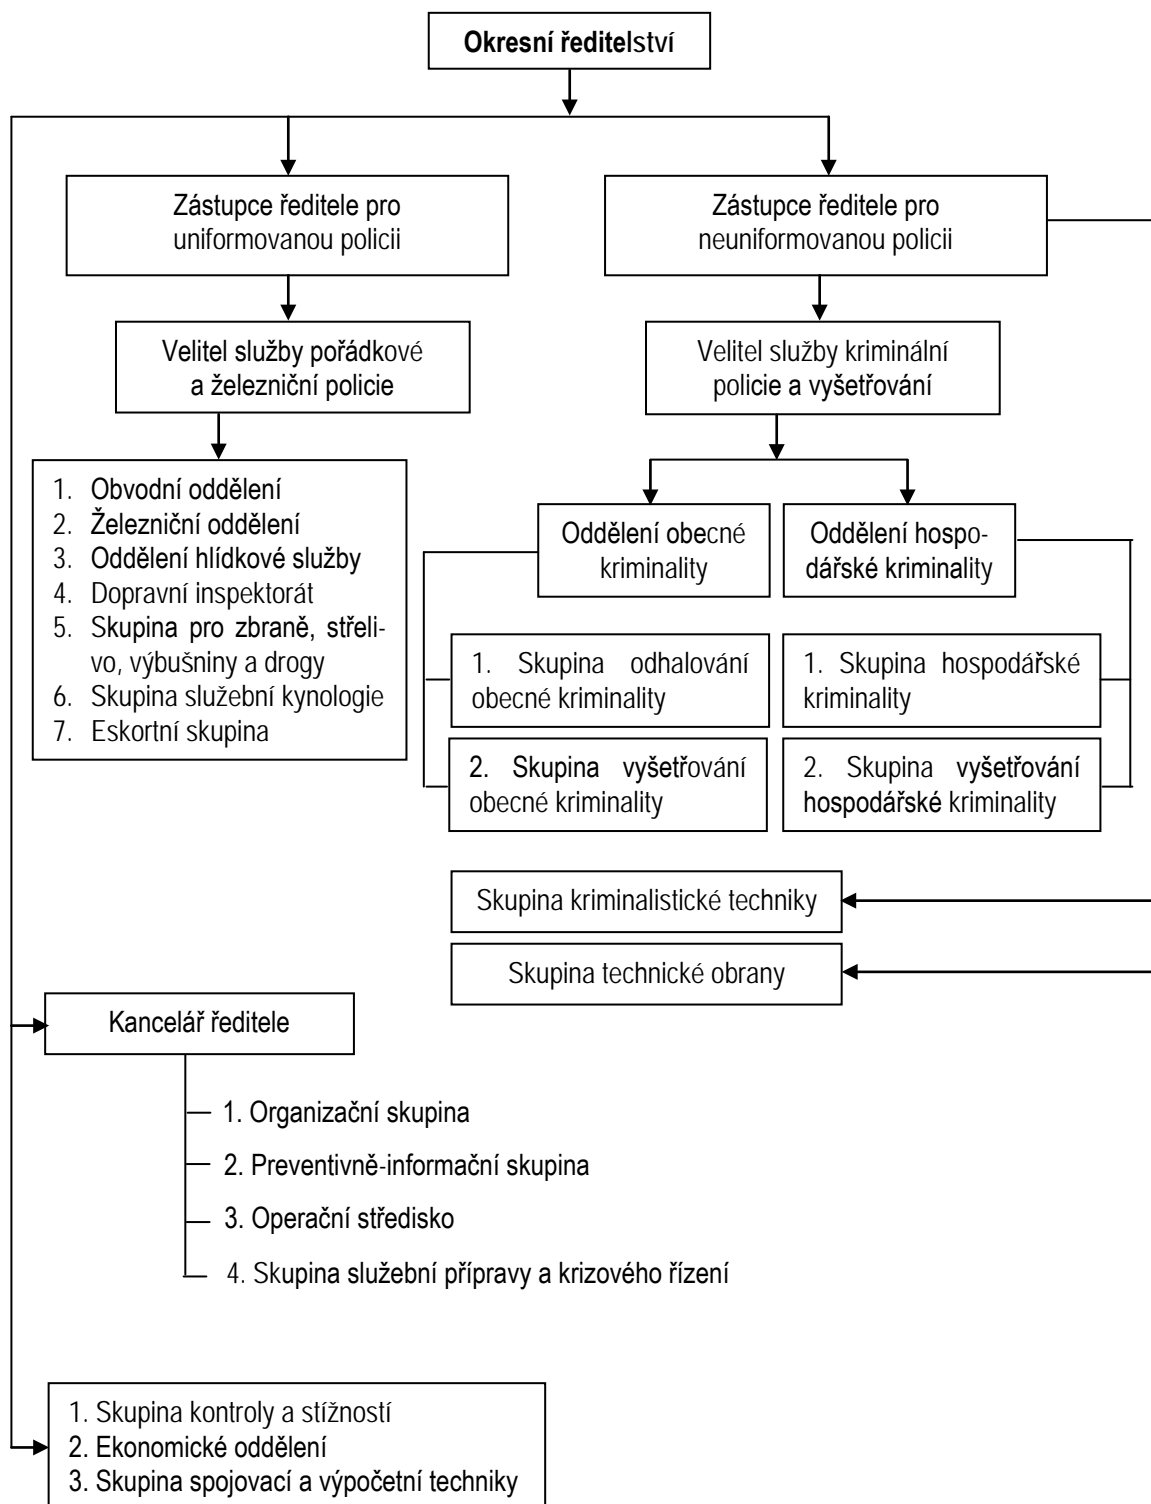 Okresní ředitelství
Zástupce ředitele pro
uniformovanou policii
Zástupce ředitele pro
neuniformovanou policii
Velitel služby pořádkové
a železniční policie
Velitel služby kriminální
policie a vyšetřování
1. Obvodní oddělení
2. Železniční oddělení
3. Oddělení hlídkové služby
4. Dopravní inspektorát
5. Skupina pro zbraně, střeli-
vo, výbušniny a drogy
6. Skupina služební kynologie
7. Eskortní skupina
Oddělení obecné
kriminality
Oddělení hospo-
dářské kriminality
1. Skupina odhalování
obecné kriminality
1. Skupina hospodářské
kriminality
2. Skupina vyšetřování
obecné kriminality
2. Skupina vyšetřování
hospodářské kriminality
Skupina kriminalistické techniky
Skupina technické obrany
Kancelář ředitele
1. Organizační skupina
2. Preventivně-informační skupina
3. Operační středisko
4. Skupina služební přípravy a krizového řízení
1. Skupina kontroly a stížností
2. Ekonomické oddělení
3. Skupina spojovací a výpočetní techniky